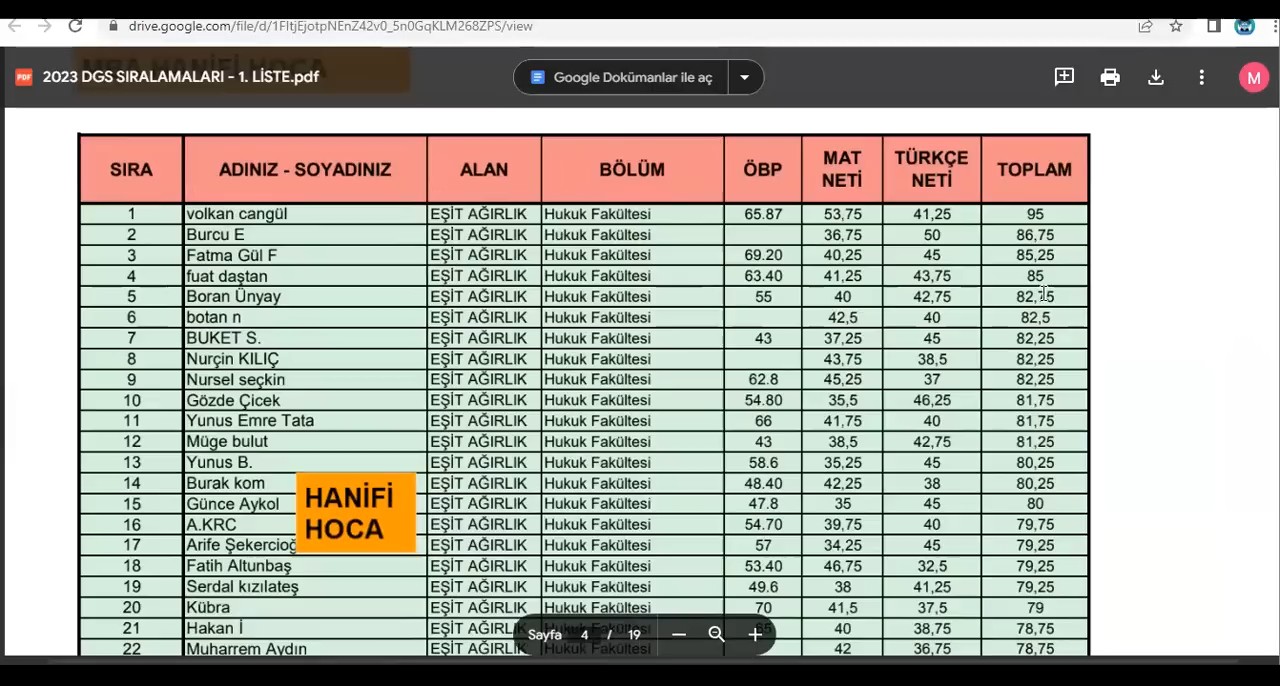 drive.google.com/file/d/1FItjEjotpNEnZ42v0_5n0GqKLM268ZPS/view
2023 DGS SIRALAMALARI - 1. LİSTE.pdf
Google Dokümanlar ile aç
M
SIRA ADINIZ - SOYADINIZ ALAN BÖLÜM ÖBP MAT NETİ TÜRKÇE NETİ TOPLAM
1 volkan cangül EŞİT AĞIRLIK Hukuk Fakültesi 65.87 53,75 41,25 95
2 Burcu E EŞİT AĞIRLIK Hukuk Fakültesi 36,75 50 86,75
3 Fatma Gül F EŞİT AĞIRLIK Hukuk Fakültesi 69.20 40,25 45 85,25
4 fuat daştan EŞİT AĞIRLIK Hukuk Fakültesi 63.40 41,25 43,75 85
5 Boran Ünyay EŞİT AĞIRLIK Hukuk Fakültesi 55 40 42,75 82,75
6 botan n EŞİT AĞIRLIK Hukuk Fakültesi 42,5 40 82,5
7 BUKET S. EŞİT AĞIRLIK Hukuk Fakültesi 43 37,25 45 82,25
8 Nurçin KILIÇ EŞİT AĞIRLIK Hukuk Fakültesi 43,75 38,5 82,25
9 Nursel seçkin EŞİT AĞIRLIK Hukuk Fakültesi 62.8 45,25 37 82,25
10 Gözde Çicek EŞİT AĞIRLIK Hukuk Fakültesi 54.80 35,5 46,25 81,75
11 Yunus Emre Tata EŞİT AĞIRLIK Hukuk Fakültesi 66 41,75 40 81,75
12 Müge bulut EŞİT AĞIRLIK Hukuk Fakültesi 43 38,5 42,75 81,25
13 Yunus B. EŞİT AĞIRLIK Hukuk Fakültesi 58.6 35,25 45 80,25
14 Burak kom EŞİT AĞIRLIK Hukuk Fakültesi 48.40 42,25 38 80,25
15 Günce Aykol EŞİT AĞIRLIK Hukuk Fakültesi 47.8 35 45 80
16 A.KRC EŞİT AĞIRLIK Hukuk Fakültesi 54.70 39,75 40 79,75
17 Arife Şekercioğ EŞİT AĞIRLIK Hukuk Fakültesi 57 34,25 45 79,25
18 Fatih Altunbaş EŞİT AĞIRLIK Hukuk Fakültesi 53.40 46,75 32,5 79,25
19 Serdal kızılateş EŞİT AĞIRLIK Hukuk Fakültesi 49.6 38 41,25 79,25
20 Kübra EŞİT AĞIRLIK Hukuk Fakültesi 70 41,5 37,5 79
21 Hakan İ EŞİT AĞIRLIK 40 38,75 78,75
22 Muharrem Aydın EŞİT AĞIRLIK 42 36,75 78,75
HANİFİ
HOCA
Sayfa 4 / 19